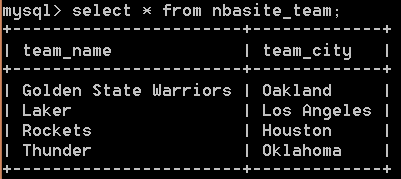 mysql> select * from nbasite_team;
+-----------------------+-------------+
| team_name             | team_city   |
+-----------------------+-------------+
| Golden State Warriors | Oakland     |
| Laker                 | Los Angeles |
| Rockets               | Houston     |
| Thunder               | Oklahoma    |
+-----------------------+-------------+